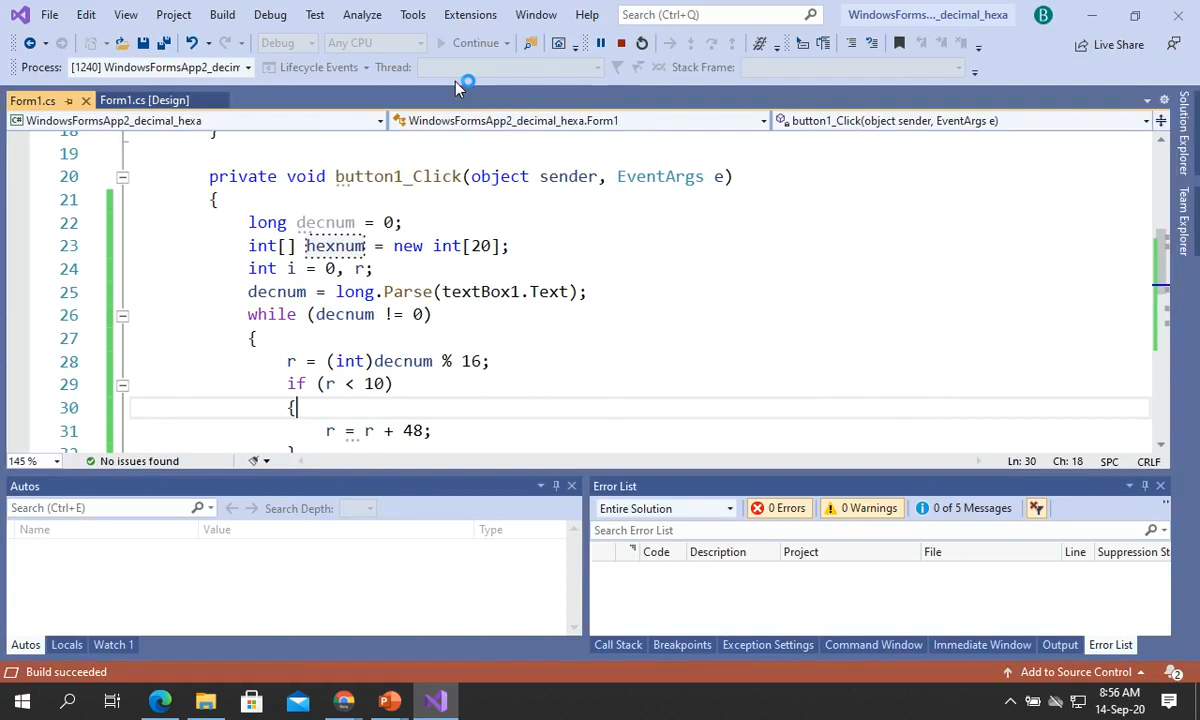 File Edit View Project Build Debug Test Analyze Tools Extensions Window Help Search (Ctrl+Q) WindowsForms..._decimal_hexa B
Debug Any CPU Continue Live Share
Process: [1240] WindowsFormsApp2_decin Lifecycle Events Thread: Stack Frame:
Form1.cs Form1.cs [Design]
WindowsFormsApp2_decimal_hexa WindowsFormsApp2_decimal_hexa.Form1 button1_Click(object sender, EventArgs e)
18 }
19
20 private void button1_Click(object sender, EventArgs e)
21 {
22 long decnum = 0;
23 int[] hexnum = new int[20];
24 int i = 0, r;
25 decnum = long.Parse(textBox1.Text);
26 while (decnum != 0)
27 {
28 r = (int)decnum % 16;
29 if (r < 10)
30 {
31 r = r + 48;
32 }
145 % No issues found Ln: 30 Ch: 18 SPC CRLF
Autos
Search (Ctrl+E) Search Depth:
Name Value Type
Autos Locals Watch 1
Error List
Entire Solution 0 Errors 0 Warnings 0 of 5 Messages
Search Error List
Code Description Project File Line Suppression St
Call Stack Breakpoints Exception Settings Command Window Immediate Window Output Error List
Build succeeded Add to Source Control 2
8:56 AM
14-Sep-20
Solution Explorer
Team Explorer